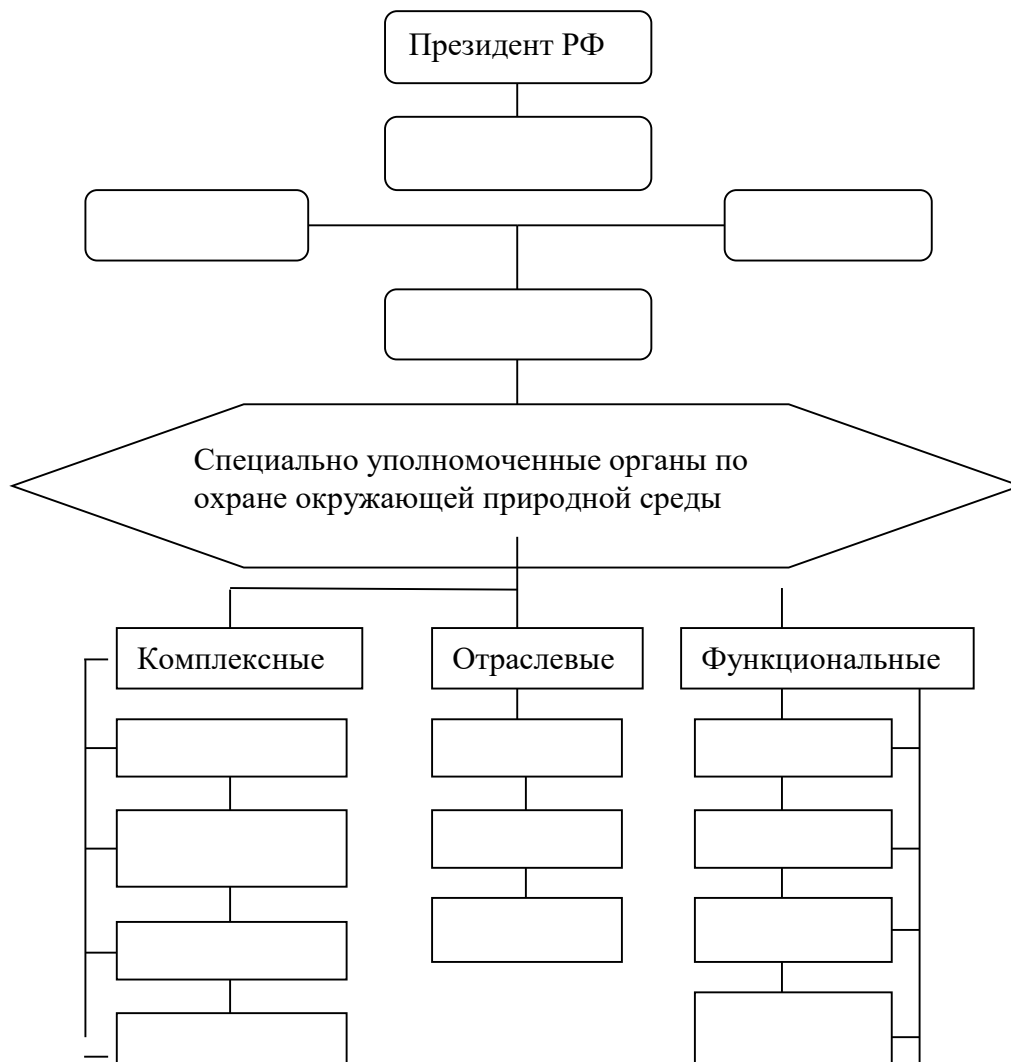 Президент РФ
Специально уполномоченные органы по
охране окружающей природной среды
Комплексные
Отраслевые
Функциональные